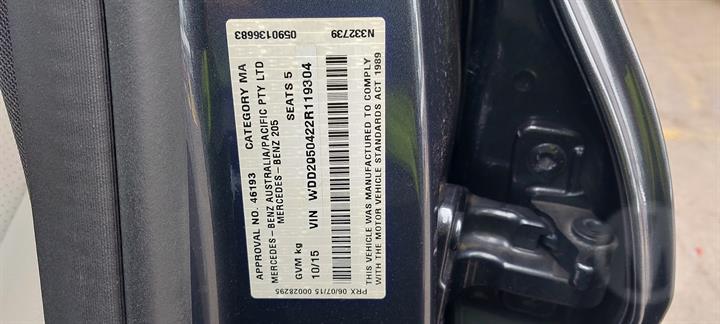 APPROVAL NO. 46193 CATEGORY MA
MERCEDES-BENZ AUSTRALIA/PACIFIC PTY LTD
MERCEDES-BENZ 205
GVM kg SEATS 5
10/15 VIN WDD2050422R119304
THIS VEHICLE WAS MANUFACTURED TO COMPLY
WITH THE MOTOR VEHICLE STANDARDS ACT 1989
PRX 06/07/15 00028295
0590136683
N332739